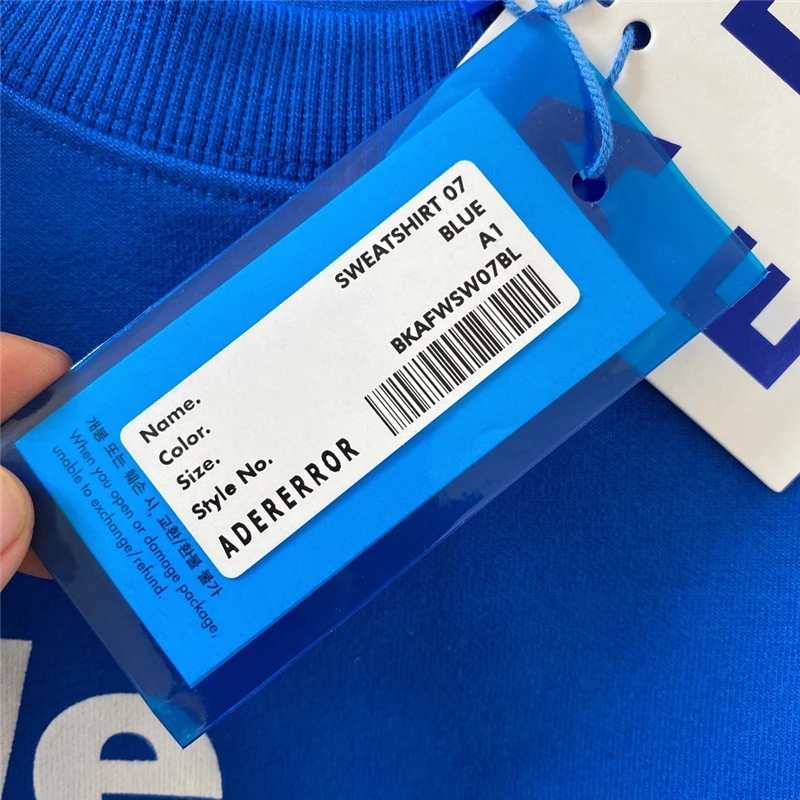 Name. SWEATSHIRT 07
Color. BLUE
Size. A1
Style No. BKAFWSW07BL
ADERERROR
개봉 또는 훼손 시, 교환/환불 불가
When you open or damage package,
unable to exchange/refund.
e